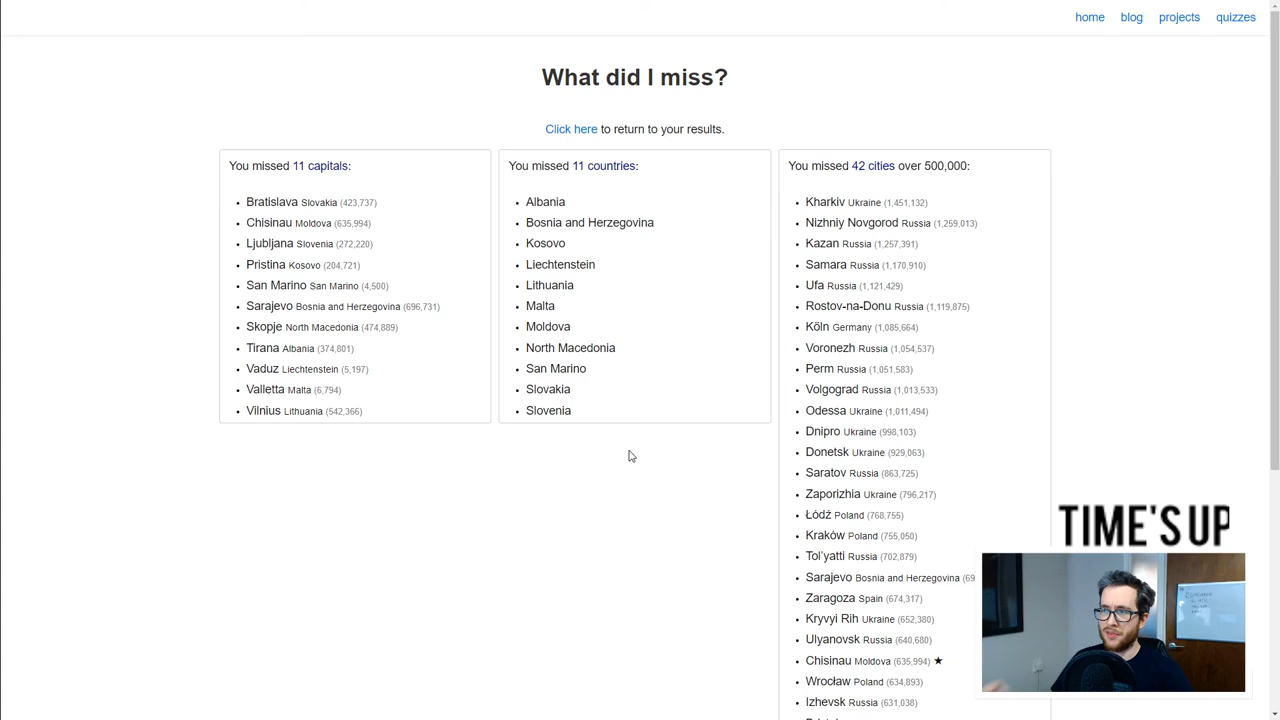 home blog projects quizzes
What did I miss?
Click here to return to your results.
You missed 11 capitals:
Bratislava Slovakia (423,737)
Chisinau Moldova (635,994)
Ljubljana Slovenia (272,220)
Pristina Kosovo (204,721)
San Marino San Marino (4,500)
Sarajevo Bosnia and Herzegovina (696,731)
Skopje North Macedonia (474,889)
Tirana Albania (374,801)
Vaduz Liechtenstein (5,197)
Valletta Malta (6,794)
Vilnius Lithuania (542,366)
You missed 11 countries:
Albania
Bosnia and Herzegovina
Kosovo
Liechtenstein
Lithuania
Malta
Moldova
North Macedonia
San Marino
Slovakia
Slovenia
You missed 42 cities over 500,000:
Kharkiv Ukraine (1,451,132)
Nizhniy Novgorod Russia (1,259,013)
Kazan Russia (1,257,391)
Samara Russia (1,170,910)
Ufa Russia (1,121,429)
Rostov-na-Donu Russia (1,119,875)
Köln Germany (1,085,664)
Voronezh Russia (1,054,537)
Perm Russia (1,051,583)
Volgograd Russia (1,013,533)
Odessa Ukraine (1,011,494)
Dnipro Ukraine (998,103)
Donetsk Ukraine (929,063)
Saratov Russia (863,725)
Zaporizhia Ukraine (796,217)
Łódź Poland (768,755)
Kraków Poland (755,050)
Tol'yatti Russia (702,879)
Sarajevo Bosnia and Herzegovina (69
Zaragoza Spain (674,317)
Kryvyi Rih Ukraine (652,380)
Ulyanovsk Russia (640,680)
Chisinau Moldova (635,994) ★
Wrocław Poland (634,893)
Izhevsk Russia (631,038)
TIME'S UP